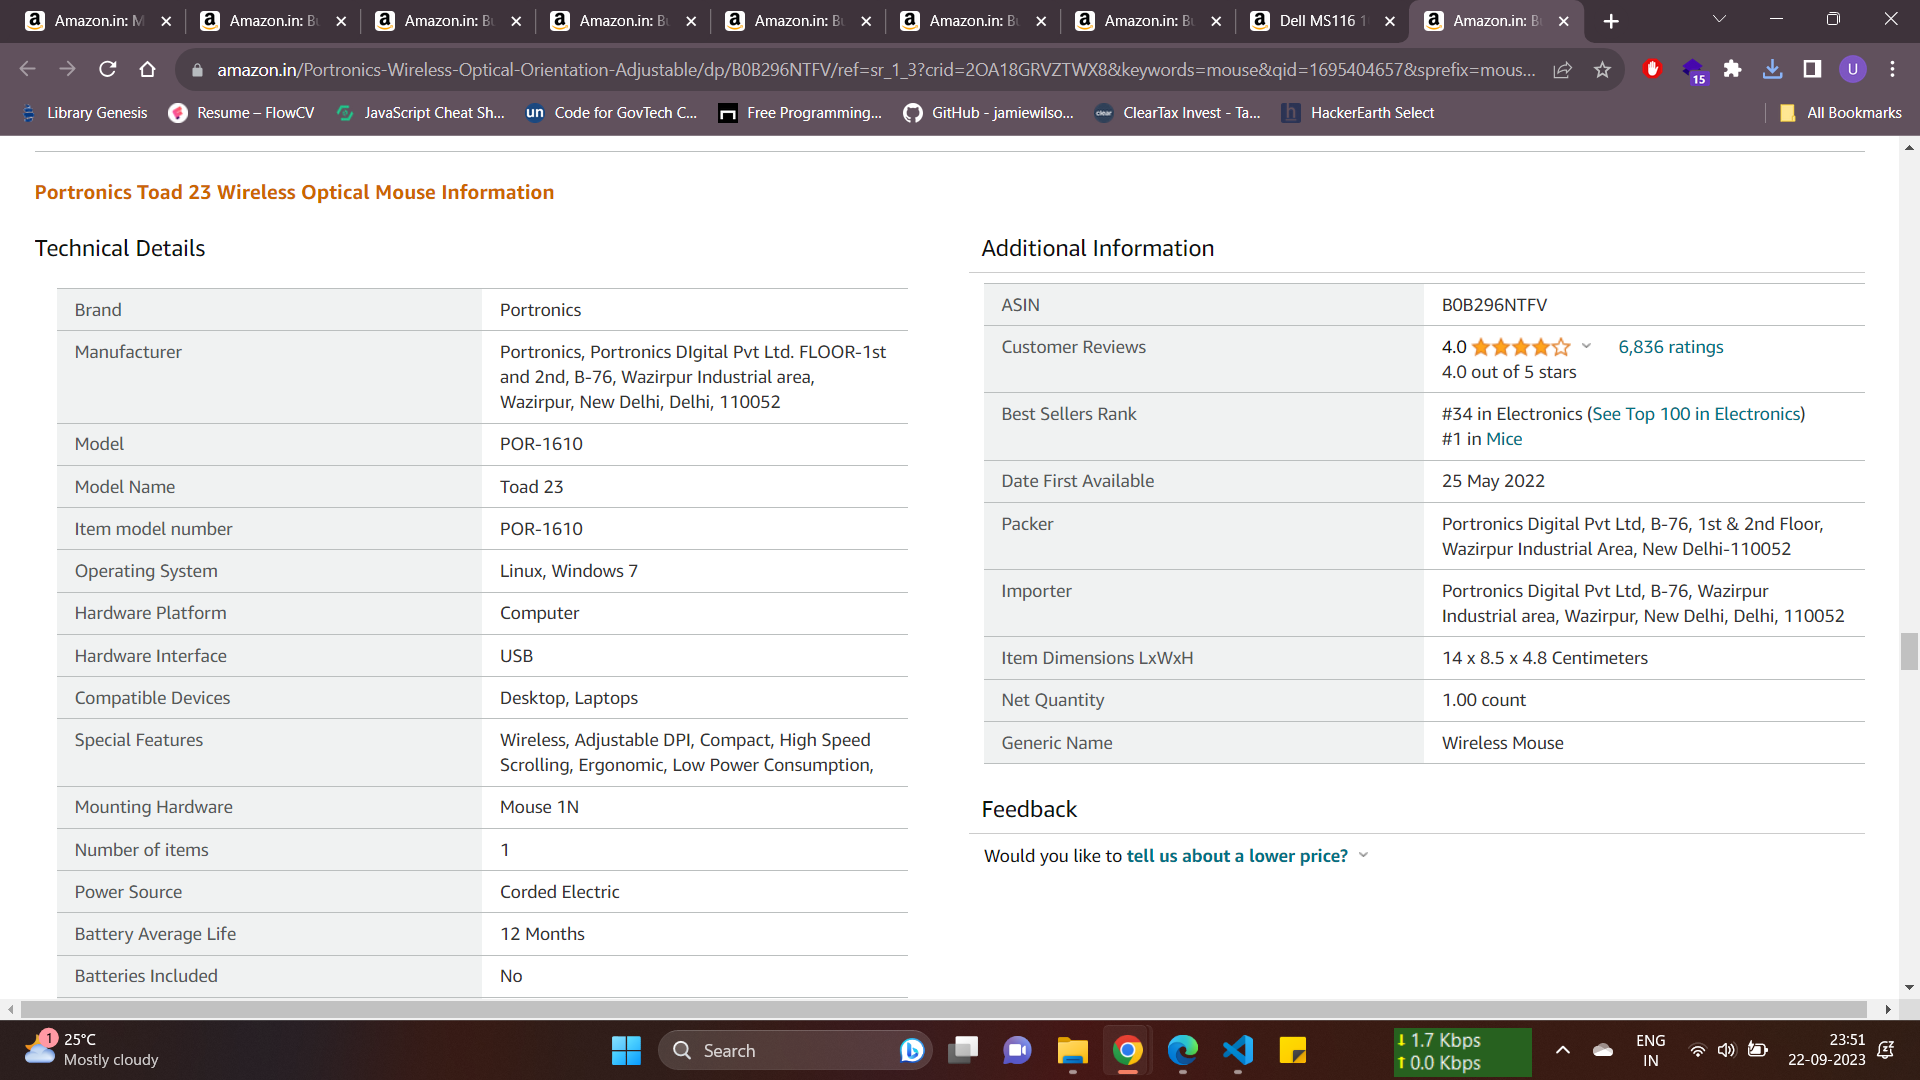 Amazon.in: M
Amazon.in: Bu
Amazon.in: Bu
Amazon.in: Bu
Amazon.in: Bu
Amazon.in: Bu
Amazon.in: Bu
Dell MS116 1
Amazon.in: B
amazon.in/Portronics-Wireless-Optical-Orientation-Adjustable/dp/B0B296NTFV/ref=sr_1_3?crid=2OA18GRVZTWX8&keywords=mouse&qid=1695404657&sprefix=mous...
15
U
Library Genesis
Resume – FlowCV
JavaScript Cheat Sh...
un Code for GovTech C...
Free Programming...
GitHub - jamiewilso...
clear ClearTax Invest - Ta...
h HackerEarth Select
All Bookmarks
Portronics Toad 23 Wireless Optical Mouse Information
Technical Details
Brand Portronics
Manufacturer Portronics, Portronics DIgital Pvt Ltd. FLOOR-1st
and 2nd, B-76, Wazirpur Industrial area,
Wazirpur, New Delhi, Delhi, 110052
Model POR-1610
Model Name Toad 23
Item model number POR-1610
Operating System Linux, Windows 7
Hardware Platform Computer
Hardware Interface USB
Compatible Devices Desktop, Laptops
Special Features Wireless, Adjustable DPI, Compact, High Speed
Scrolling, Ergonomic, Low Power Consumption,
Mounting Hardware Mouse 1N
Number of items 1
Power Source Corded Electric
Battery Average Life 12 Months
Batteries Included No
Additional Information
ASIN B0B296NTFV
Customer Reviews 4.0 6,836 ratings
4.0 out of 5 stars
Best Sellers Rank #34 in Electronics (See Top 100 in Electronics)
#1 in Mice
Date First Available 25 May 2022
Packer Portronics Digital Pvt Ltd, B-76, 1st & 2nd Floor,
Wazirpur Industrial Area, New Delhi-110052
Importer Portronics Digital Pvt Ltd, B-76, Wazirpur
Industrial area, Wazirpur, New Delhi, Delhi, 110052
Item Dimensions LxWxH 14 x 8.5 x 4.8 Centimeters
Net Quantity 1.00 count
Generic Name Wireless Mouse
Feedback
Would you like to tell us about a lower price?
1
25°C
Mostly cloudy
Search
1.7 Kbps
0.0 Kbps
ENG
IN
23:51
22-09-2023